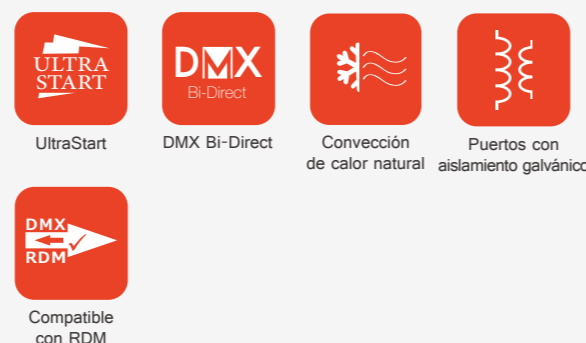 ULTRA
START
UltraStart
DMX
Bi-Direct
DMX Bi-Direct
Convección
de calor natural
Puertos con
aislamiento galvánico
DMX
RDM
Compatible
con RDM